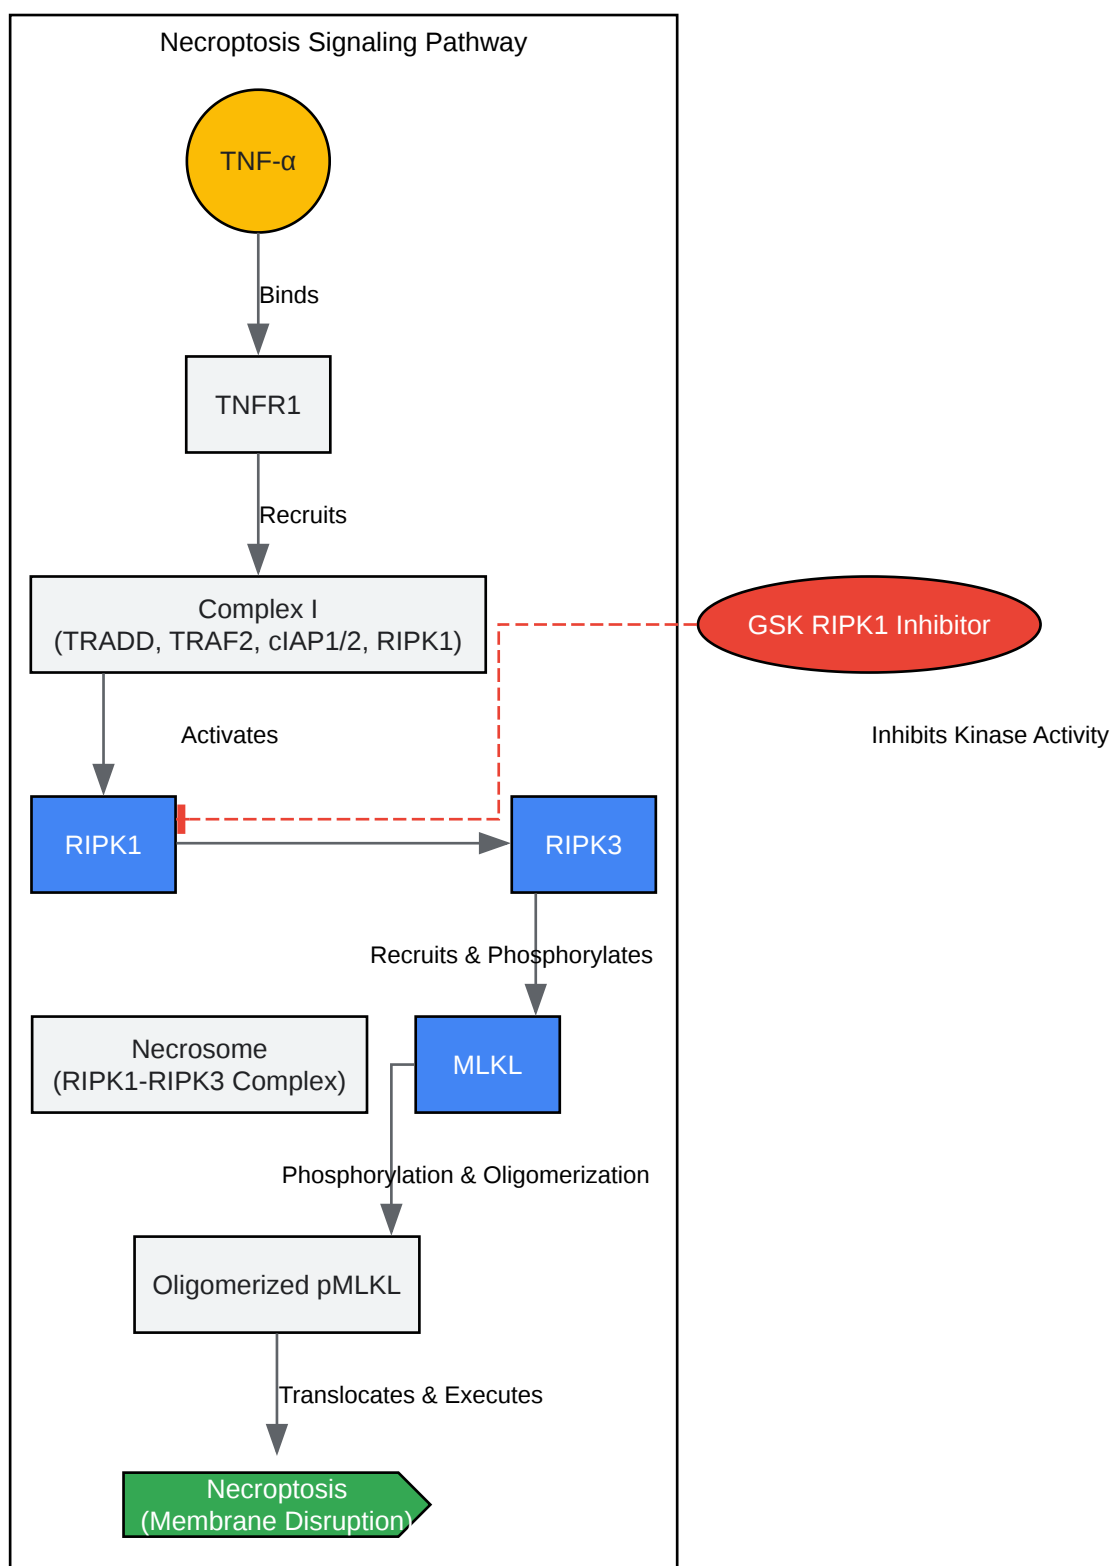 Necroptosis Signaling Pathway
TNF-α
Binds
TNFR1
Recruits
Complex I
(TRADD, TRAF2, cIAP1/2, RIPK1)
GSK RIPK1 Inhibitor
Activates
Inhibits Kinase Activity
RIPK1
RIPK3
Recruits & Phosphorylates
Necrosome
(RIPK1-RIPK3 Complex)
MLKL
Phosphorylation & Oligomerization
Oligomerized pMLKL
Translocates & Executes
Necroptosis
(Membrane Disruption)